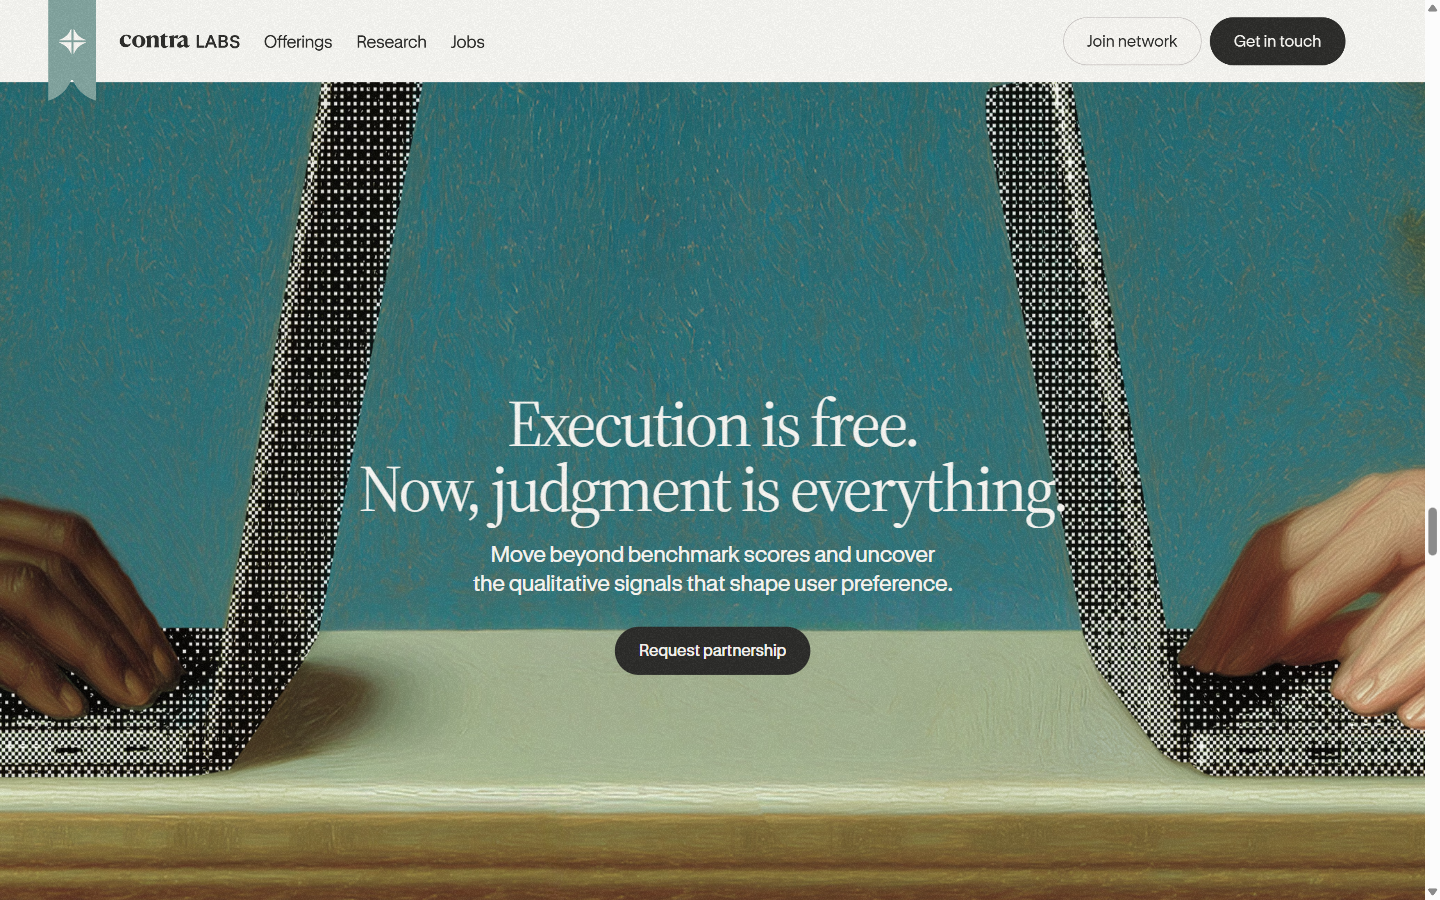 contra LABS
Offerings
Research
Jobs
Join network
Get in touch
Execution is free.
Now, judgment is everything.
Move beyond benchmark scores and uncover
the qualitative signals that shape user preference.
Request partnership